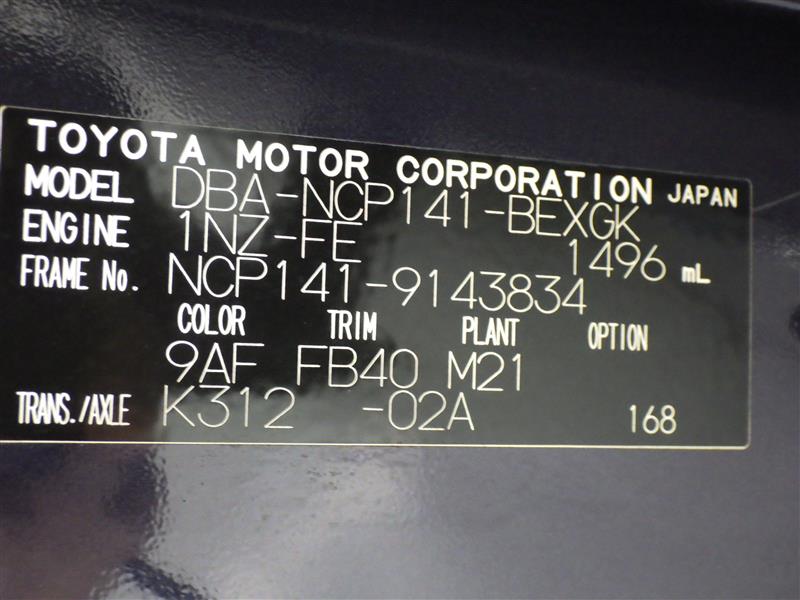 TOYOTA MOTOR CORPORATION JAPAN
MODEL DBA-NCP141-BEXGK
ENGINE 1NZ-FE 1496 mL
FRAME No. NCP141-9143834
COLOR TRIM PLANT OPTION
9AF FB40 M21
TRANS./AXLE K312 -02A 168